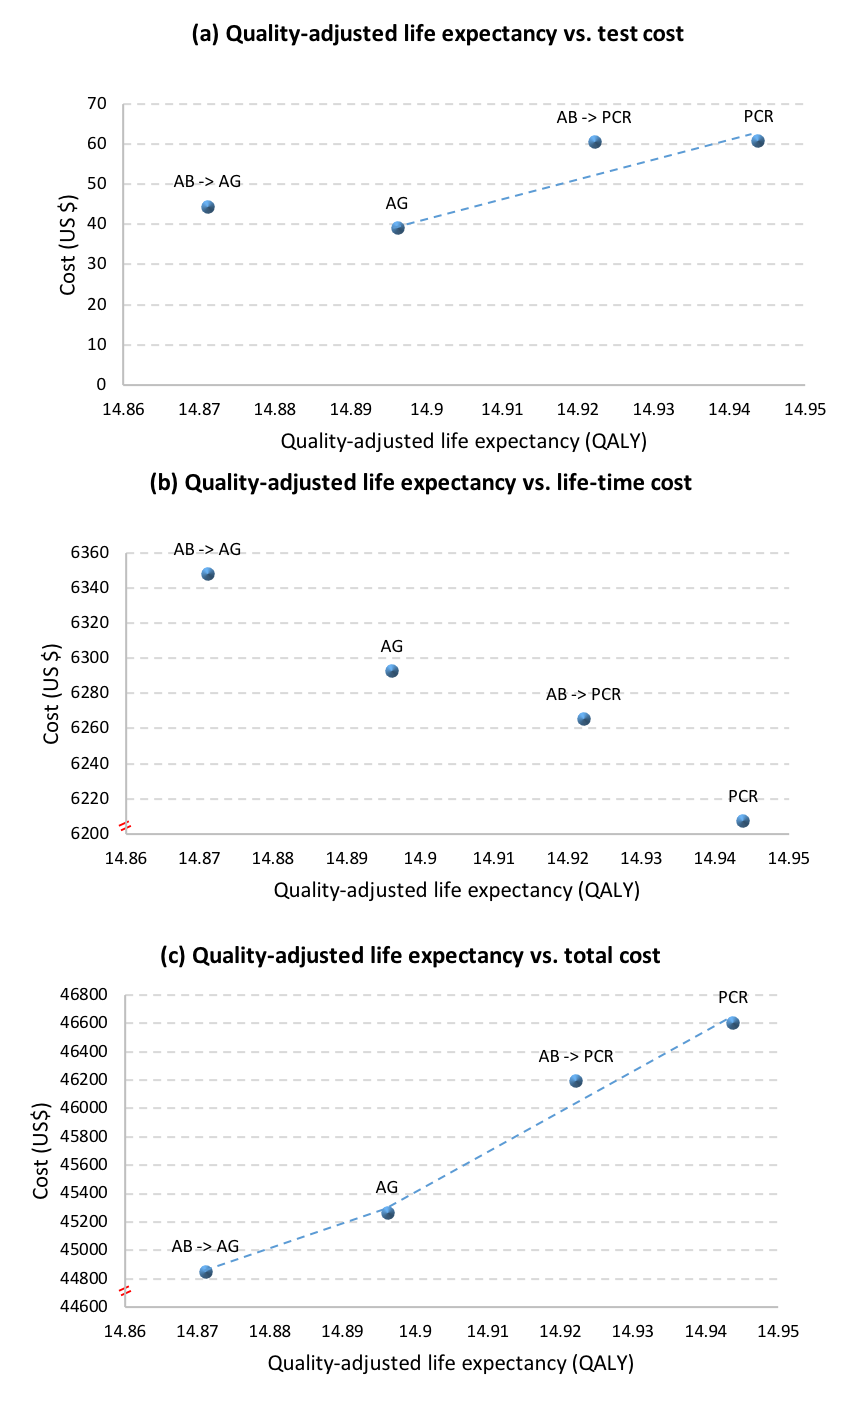 (a) Quality-adjusted life expectancy vs. test cost
70
60
50
40
30
20
10
0
Cost (US $)
AB -> AG
AG
AB -> PCR
PCR
14.86 14.87 14.88 14.89 14.9 14.91 14.92 14.93 14.94 14.95
Quality-adjusted life expectancy (QALY)
(b) Quality-adjusted life expectancy vs. life-time cost
6360
6340
6320
6300
6280
6260
6240
6220
6200
Cost (US $)
AB -> AG
AG
AB -> PCR
PCR
14.86 14.87 14.88 14.89 14.9 14.91 14.92 14.93 14.94 14.95
Quality-adjusted life expectancy (QALY)
(c) Quality-adjusted life expectancy vs. total cost
46800
46600
46400
46200
46000
45800
45600
45400
45200
45000
44800
44600
Cost (US$)
PCR
AB -> PCR
AG
AB -> AG
14.86 14.87 14.88 14.89 14.9 14.91 14.92 14.93 14.94 14.95
Quality-adjusted life expectancy (QALY)